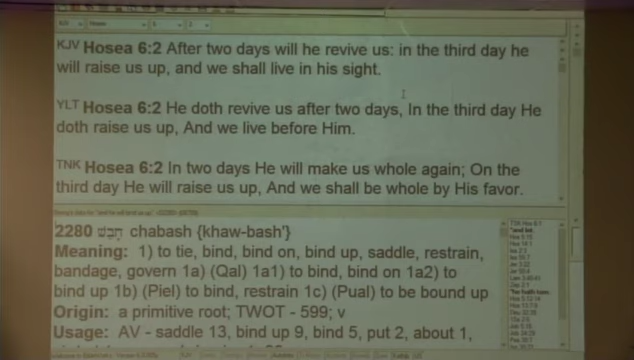 KJV Hosea 6:2 After two days will he revive us: in the third day he
will raise us up, and we shall live in his sight.
YLT Hosea 6:2 He doth revive us after two days, In the third day He
doth raise us up, And we live before Him.
TNK Hosea 6:2 In two days He will make us whole again; On the
third day He will raise us up, And we shall be whole by His favor.
2280 חָבַשׁ chabash {khaw-bash'}
Meaning: 1) to tie, bind, bind on, bind up, saddle, restrain,
bandage, govern 1a) (Qal) 1a1) to bind, bind on 1a2) to
bind up 1b) (Piel) to bind, restrain 1c) (Pual) to be bound up
Origin: a primitive root; TWOT - 599; v
Usage: AV - saddle 13, bind up 9, bind 5, put 2, about 1,